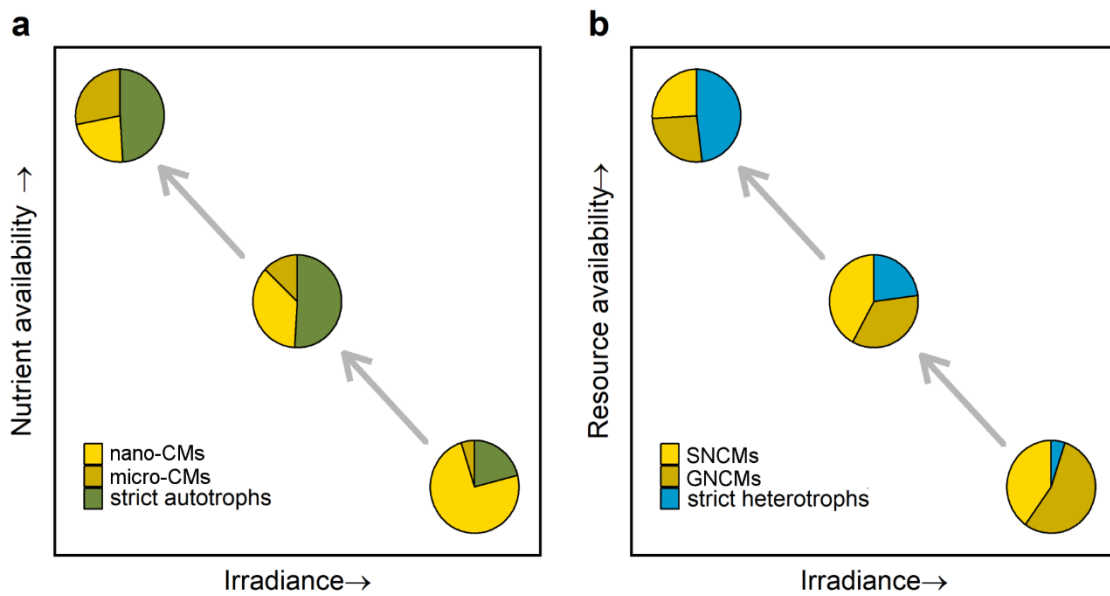 a
Nutrient availability →
nano-CMs
micro-CMs
strict autotrophs
Irradiance→
b
Resource availability→
SNCMs
GNCMs
strict heterotrophs
Irradiance→